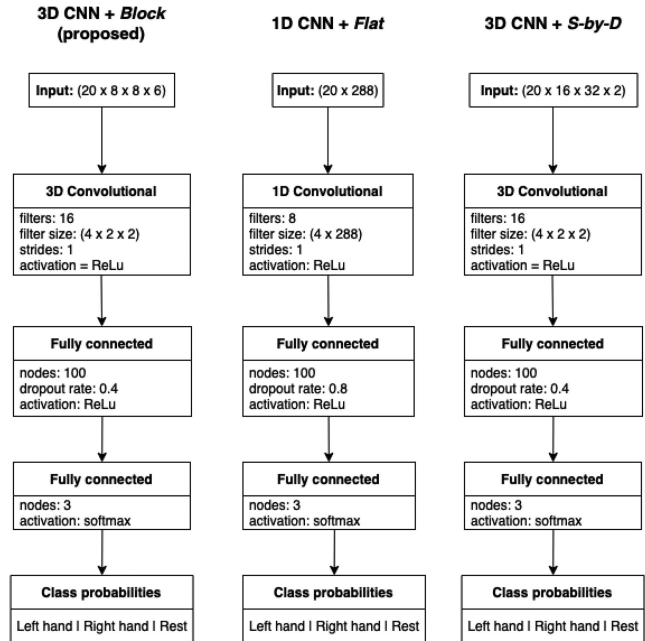 3D CNN + Block
(proposed)
Input: (20 x 8 x 8 x 6)
3D Convolutional
filters: 16
filter size: (4 x 2 x 2)
strides: 1
activation = ReLu
Fully connected
nodes: 100
dropout rate: 0.4
activation: ReLu
Fully connected
nodes: 3
activation: softmax
Class probabilities
Left hand | Right hand | Rest
1D CNN + Flat
Input: (20 x 288)
1D Convolutional
filters: 8
filter size: (4 x 288)
strides: 1
activation: ReLu
Fully connected
nodes: 100
dropout rate: 0.8
activation: ReLu
Fully connected
nodes: 3
activation: softmax
Class probabilities
Left hand | Right hand | Rest
3D CNN + S-by-D
Input: (20 x 16 x 32 x 2)
3D Convolutional
filters: 16
filter size: (4 x 2 x 2)
strides: 1
activation = ReLu
Fully connected
nodes: 100
dropout rate: 0.4
activation: ReLu
Fully connected
nodes: 3
activation: softmax
Class probabilities
Left hand | Right hand | Rest